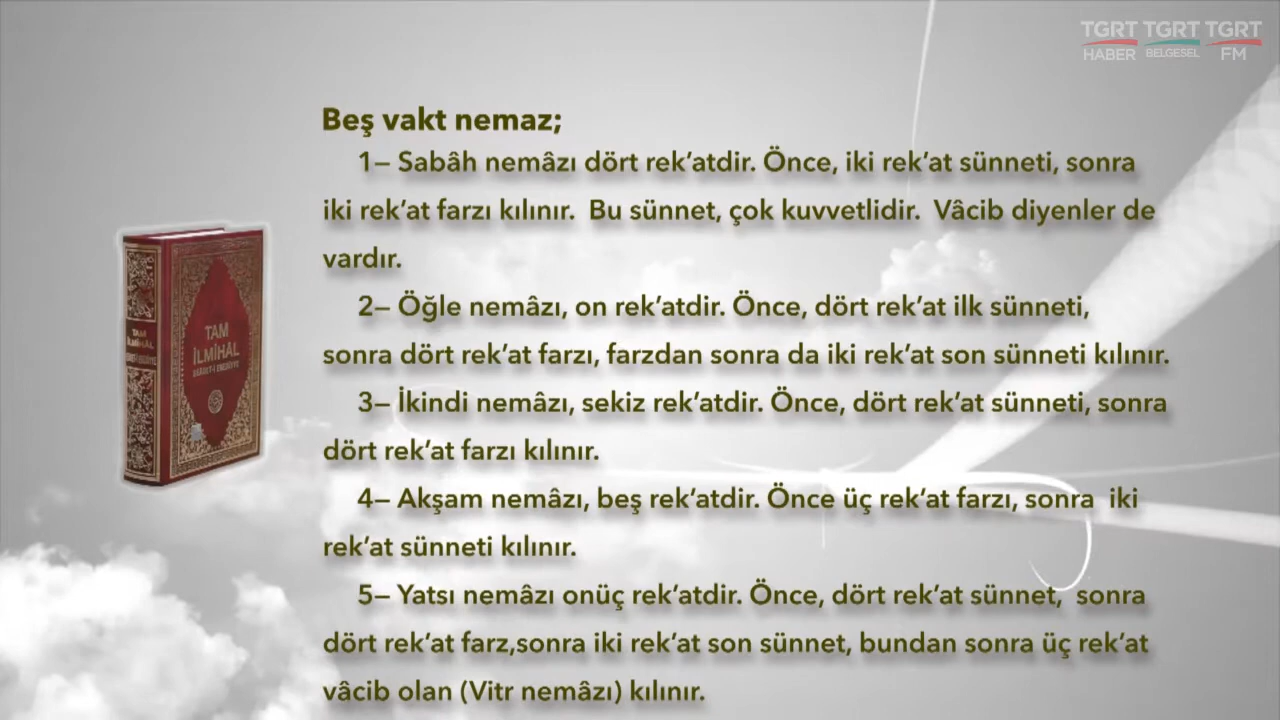 TGRT TGRT TGRT
HABER BELGESEL FM
Beş vakt nemaz;
1— Sabâh nemâzı dört rek’atdir. Önce, iki rek’at sünneti, sonra
iki rek’at farzı kılınır. Bu sünnet, çok kuvvetlidir. Vâcib diyenler de
vardır.
2— Öğle nemâzı, on rek’atdir. Önce, dört rek’at ilk sünneti,
sonra dört rek’at farzı, farzdan sonra da iki rek’at son sünneti kılınır.
3— İkindi nemâzı, sekiz rek’atdir. Önce, dört rek’at sünneti, sonra
dört rek’at farzı kılınır.
4— Akşam nemâzı, beş rek’atdir. Önce üç rek’at farzı, sonra iki
rek’at sünneti kılınır.
5— Yatsı nemâzı onüç rek’atdir. Önce, dört rek’at sünnet, sonra
dört rek’at farz,sonra iki rek’at son sünnet, bundan sonra üç rek’at
vâcib olan (Vitr nemâzı) kılınır.
TAM
İLMİHÂL
TAM
İLMİHÂL